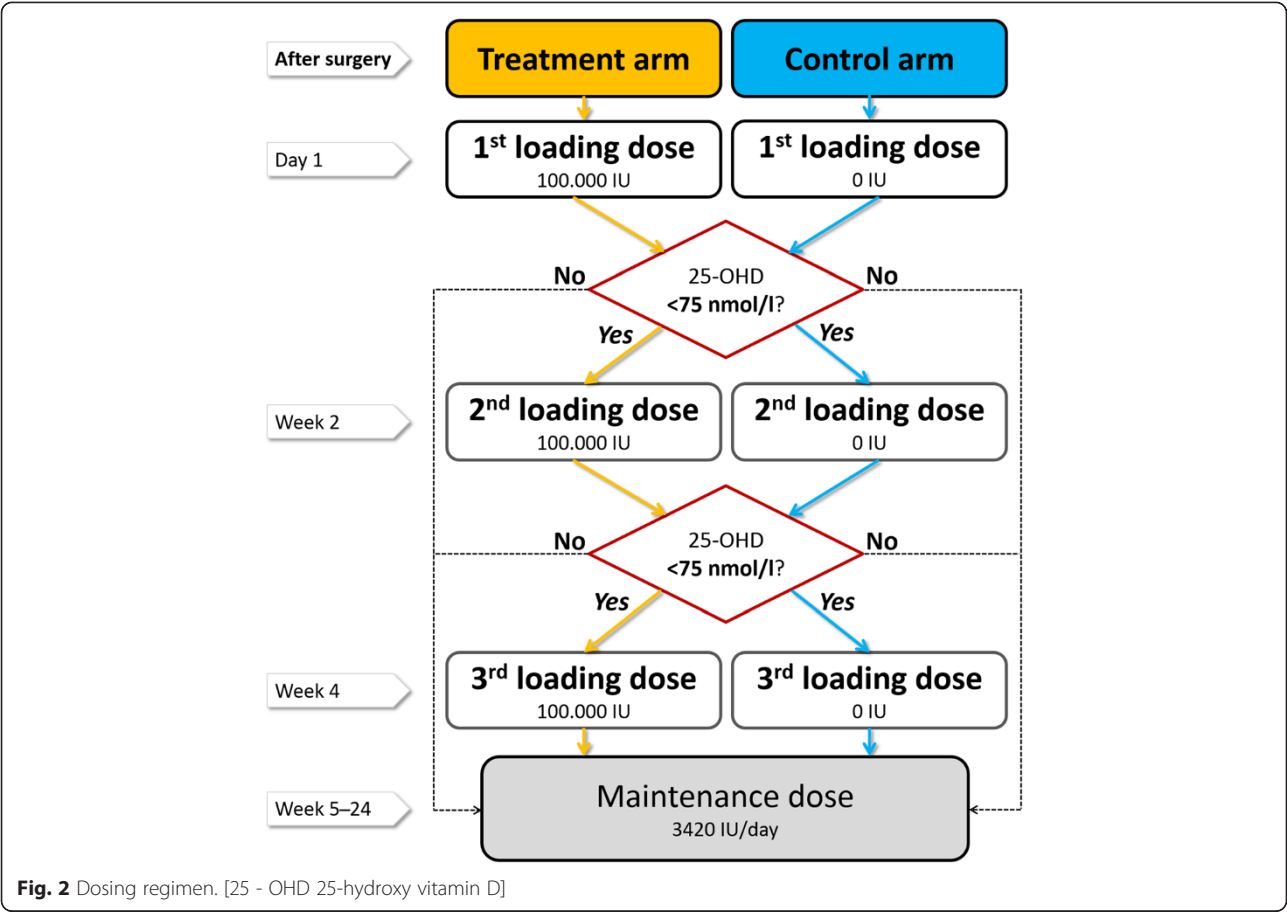 After surgery
Treatment arm
Control arm
Day 1
1st loading dose
100.000 IU
1st loading dose
0 IU
25-OHD
<75 nmol/l?
No
No
Yes
Yes
Week 2
2nd loading dose
100.000 IU
2nd loading dose
0 IU
25-OHD
<75 nmol/l?
No
No
Yes
Yes
Week 4
3rd loading dose
100.000 IU
3rd loading dose
0 IU
Week 5–24
Maintenance dose
3420 IU/day
Fig. 2 Dosing regimen. [25 - OHD 25-hydroxy vitamin D]